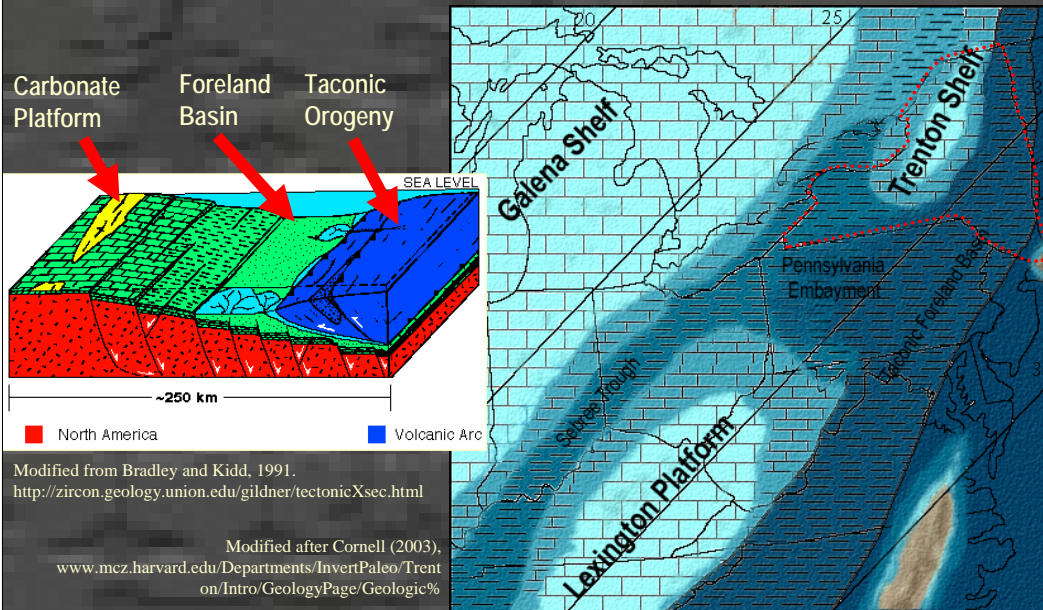 Carbonate
Platform
Foreland
Basin
Taconic
Orogeny
SEA LEVEL
~250 km
North America
Volcanic Arc
Modified from Bradley and Kidd, 1991.
http://zircon.geology.union.edu/gildner/tectonicXsec.html
Modified after Cornell (2003),
www.mcz.harvard.edu/Departments/InvertPaleo/Trent
on/Intro/GeologyPage/Geologic%
20
25
Galena Shelf
Trenton Shelf
Pennsylvania
Embayment
Taconic Foreland Basin
Sebree Trough
Lexington Platform